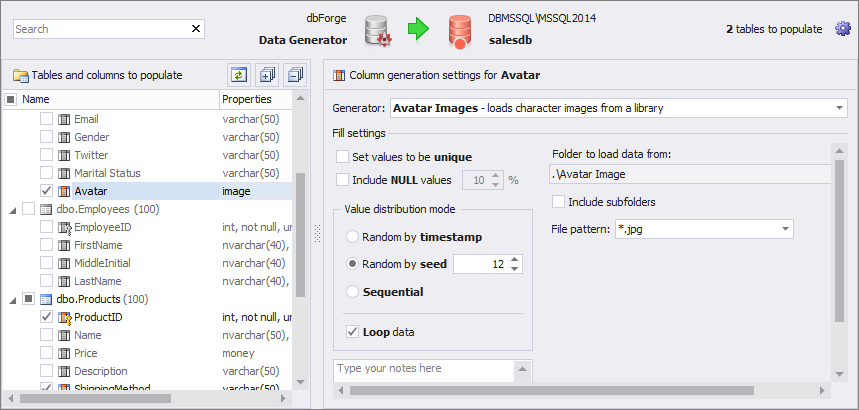 Search
dbForge
Data Generator
DBMSSQL\MSSQL2014
salesdb
2 tables to populate
Tables and columns to populate
Name Properties
Email varchar(50)
Gender varchar(50)
Twitter varchar(50)
Marital Status varchar(50)
Avatar image
dbo.Employees (100)
EmployeeID int, not null, un
FirstName nvarchar(40),
MiddleInitial nvarchar(40),
LastName nvarchar(40),
dbo.Products (100)
ProductID int, not null, un
Name nvarchar(50),
Price money
Description nvarchar(50),
ShippingMethod varchar(50)
Column generation settings for Avatar
Generator: Avatar Images - loads character images from a library
Fill settings
Set values to be unique
Include NULL values 10 %
Value distribution mode
Random by timestamp
Random by seed 12
Sequential
Loop data
Type your notes here
Folder to load data from:
.\Avatar Image
Include subfolders
File pattern: *.jpg